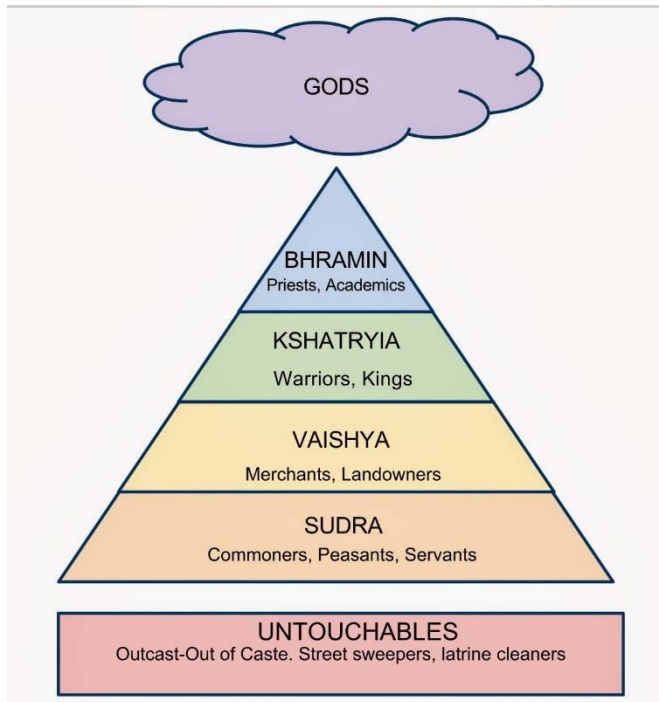 GODS
BHRAMIN
Priests, Academics
KSHATRYIA
Warriors, Kings
VAISHYA
Merchants, Landowners
SUDRA
Commoners, Peasants, Servants
UNTOUCHABLES
Outcast-Out of Caste. Street sweepers, latrine cleaners